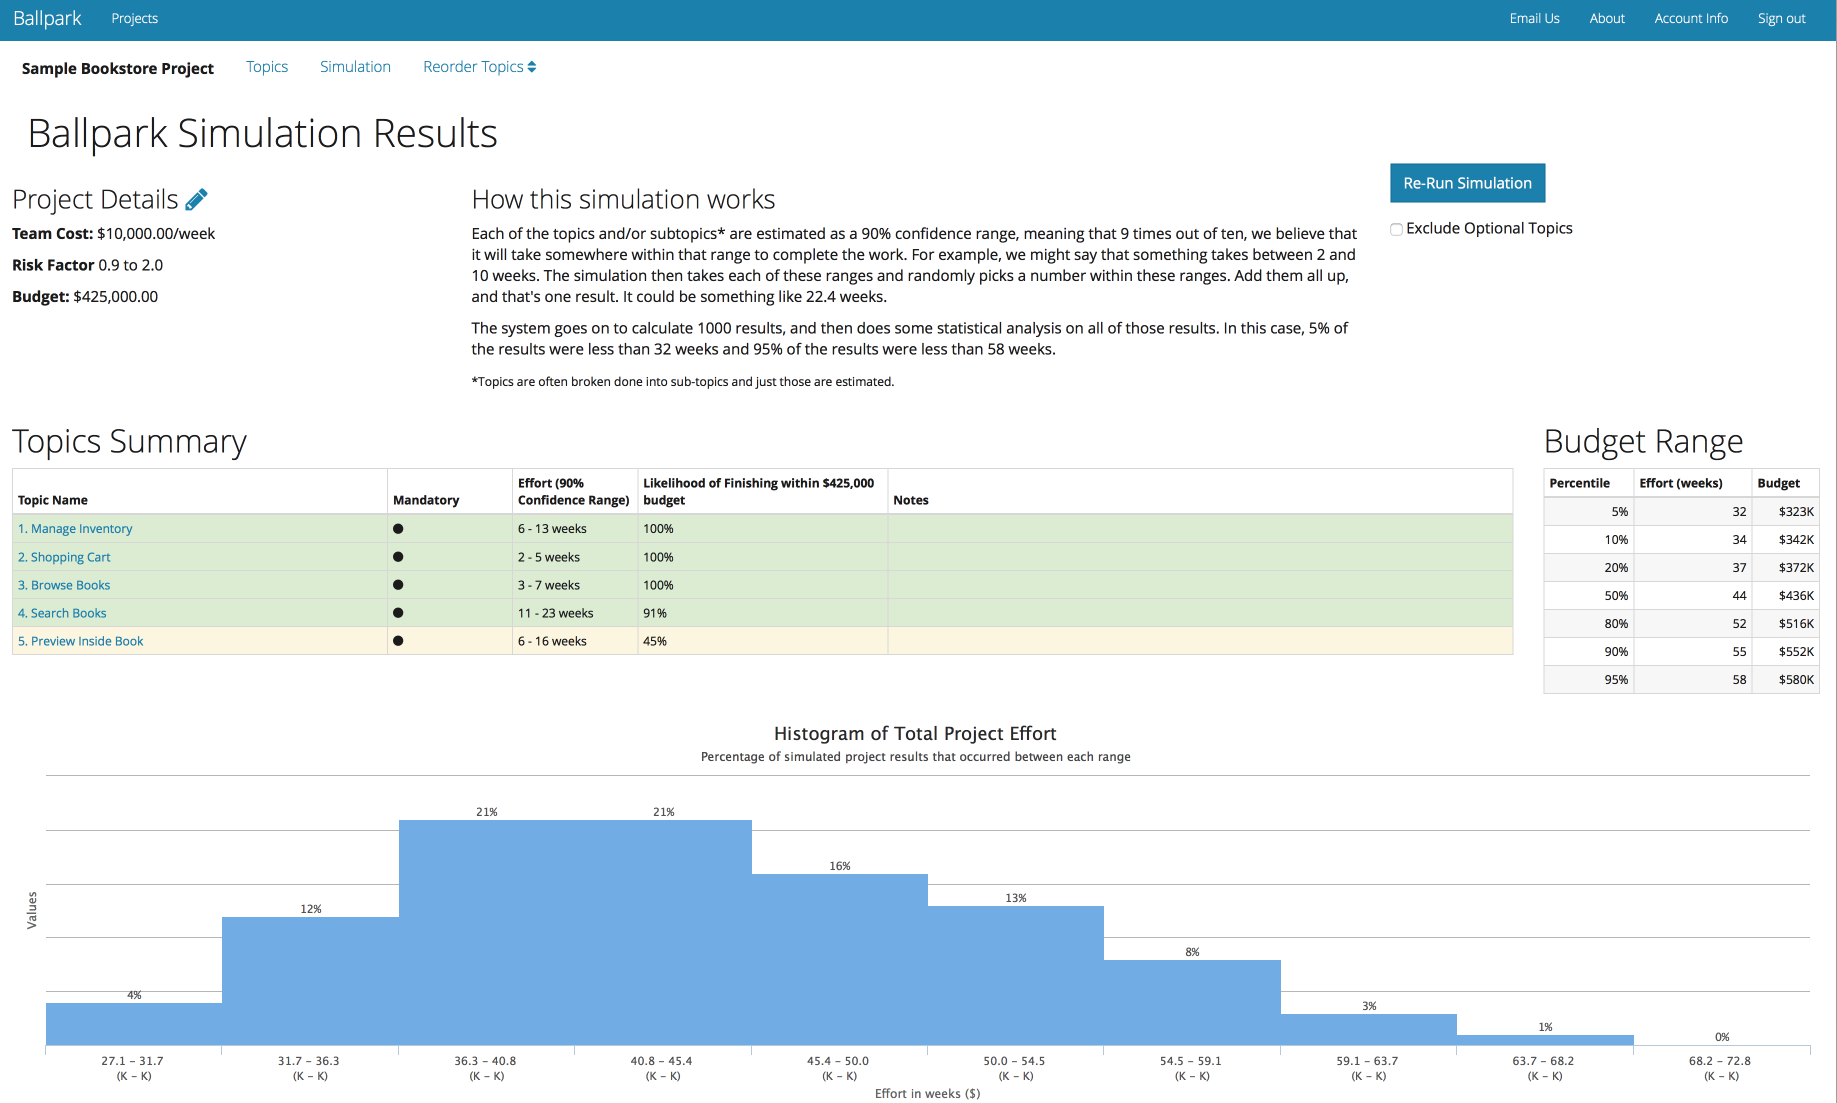 Ballpark Projects Email Us About Account Info Sign out
Sample Bookstore Project Topics Simulation Reorder Topics
Ballpark Simulation Results
Project Details
Team Cost: $10,000.00/week
Risk Factor 0.9 to 2.0
Budget: $425,000.00
How this simulation works
Each of the topics and/or subtopics* are estimated as a 90% confidence range, meaning that 9 times out of ten, we believe that
it will take somewhere within that range to complete the work. For example, we might say that something takes between 2 and
10 weeks. The simulation then takes each of these ranges and randomly picks a number within these ranges. Add them all up,
and that's one result. It could be something like 22.4 weeks.
The system goes on to calculate 1000 results, and then does some statistical analysis on all of those results. In this case, 5% of
the results were less than 32 weeks and 95% of the results were less than 58 weeks.
*Topics are often broken done into sub-topics and just those are estimated.
Re-Run Simulation
Exclude Optional Topics
Topics Summary
Topic Name Mandatory Effort (90% Confidence Range) Likelihood of Finishing within $425,000 budget Notes
1. Manage Inventory 6 - 13 weeks 100%
2. Shopping Cart 2 - 5 weeks 100%
3. Browse Books 3 - 7 weeks 100%
4. Search Books 11 - 23 weeks 91%
5. Preview Inside Book 6 - 16 weeks 45%
Budget Range
Percentile Effort (weeks) Budget
5% 32 $323K
10% 34 $342K
20% 37 $372K
50% 44 $436K
80% 52 $516K
90% 55 $552K
95% 58 $580K
Histogram of Total Project Effort
Percentage of simulated project results that occurred between each range
Values
4% 12% 21% 21% 16% 13% 8% 3% 1% 0%
27.1 – 31.7 31.7 – 36.3 36.3 – 40.8 40.8 – 45.4 45.4 – 50.0 50.0 – 54.5 54.5 – 59.1 59.1 – 63.7 63.7 – 68.2 68.2 – 72.8
(K – K) (K – K) (K – K) (K – K) (K – K) (K – K) (K – K) (K – K) (K – K) (K – K)
Effort in weeks ($)